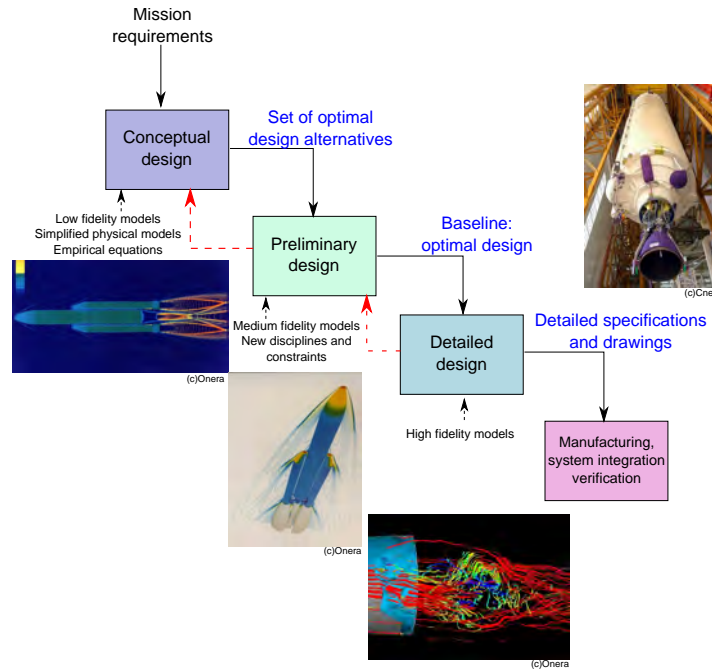 Mission
requirements
Conceptual
design
Set of optimal
design alternatives
Low fidelity models
Simplified physical models
Empirical equations
Preliminary
design
Baseline:
optimal design
(c)Cne
Medium fidelity models
New disciplines and
constraints
Detailed
design
Detailed specifications
and drawings
(c)Onera
High fidelity models
Manufacturing,
system integration
verification
(c)Onera
(c)Onera